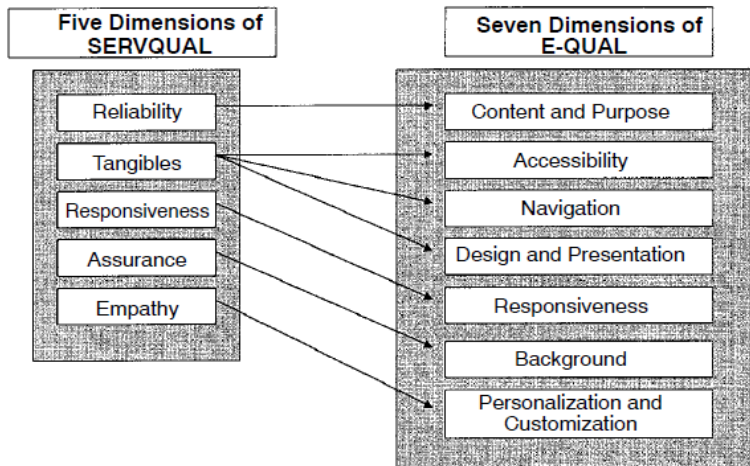 Five Dimensions of
SERVQUAL
Reliability
Tangibles
Responsiveness
Assurance
Empathy
Seven Dimensions of
E-QUAL
Content and Purpose
Accessibility
Navigation
Design and Presentation
Responsiveness
Background
Personalization and
Customization